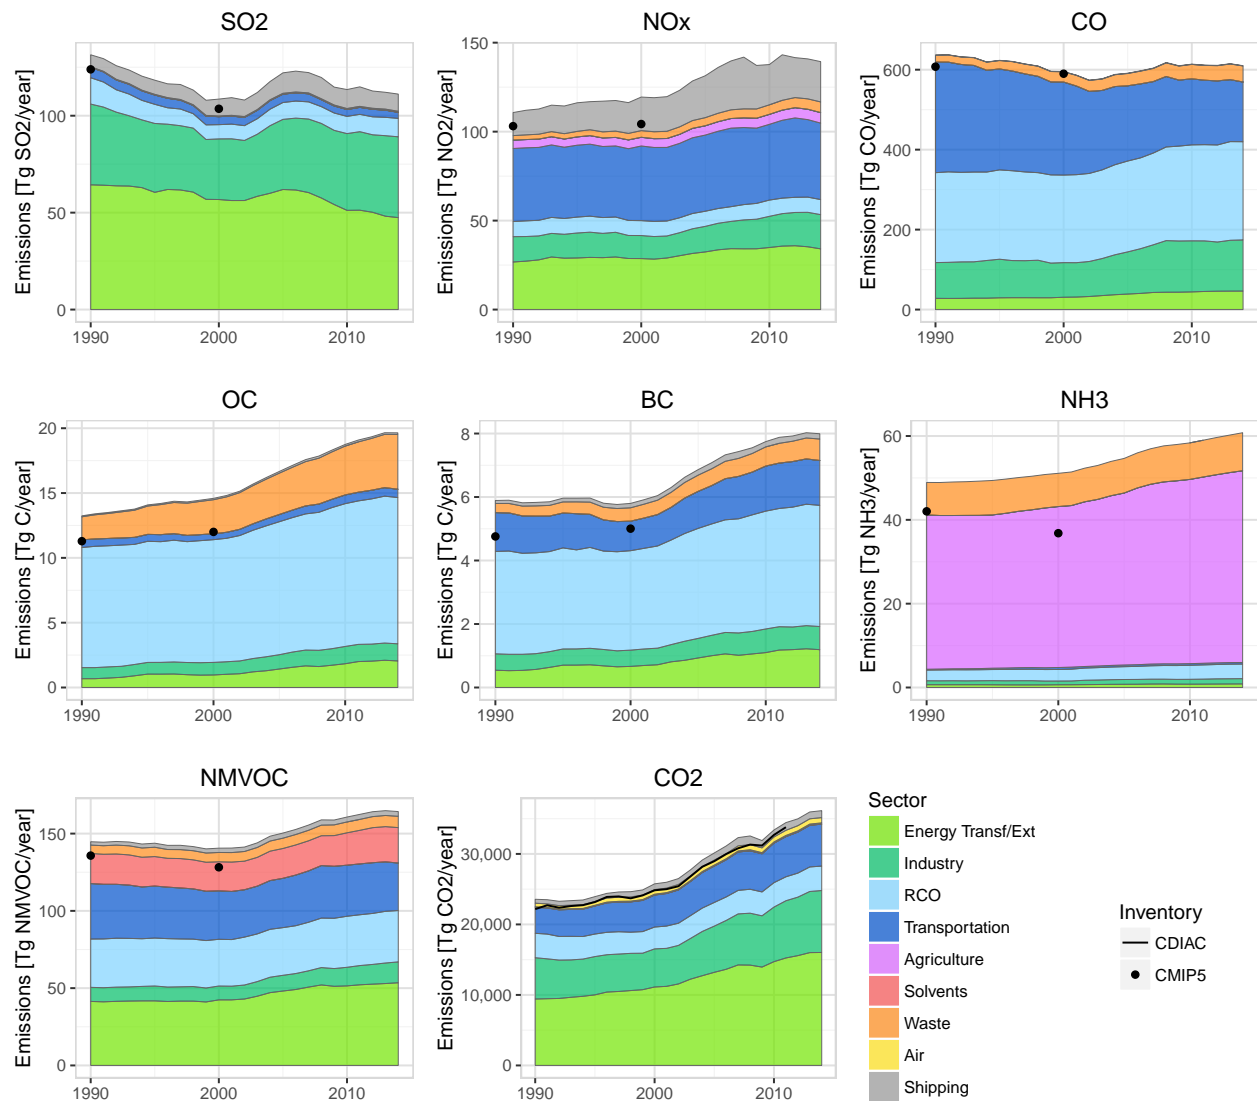 SO2
Emissions [Tg SO2/year]
100
50
0
1990
2000
2010
NOx
Emissions [Tg NO2/year]
150
100
50
0
1990
2000
2010
CO
Emissions [Tg CO/year]
600
400
200
0
1990
2000
2010
OC
Emissions [Tg C/year]
20
15
10
5
0
1990
2000
2010
BC
Emissions [Tg C/year]
8
6
4
2
0
1990
2000
2010
NH3
Emissions [Tg NH3/year]
60
40
20
0
1990
2000
2010
NMVOC
Emissions [Tg NMVOC/year]
150
100
50
0
1990
2000
2010
CO2
Emissions [Tg CO2/year]
30,000
20,000
10,000
0
1990
2000
2010
Sector
Energy Transf/Ext
Industry
RCO
Transportation
Agriculture
Solvents
Waste
Air
Shipping
Inventory
CDIAC
CMIP5